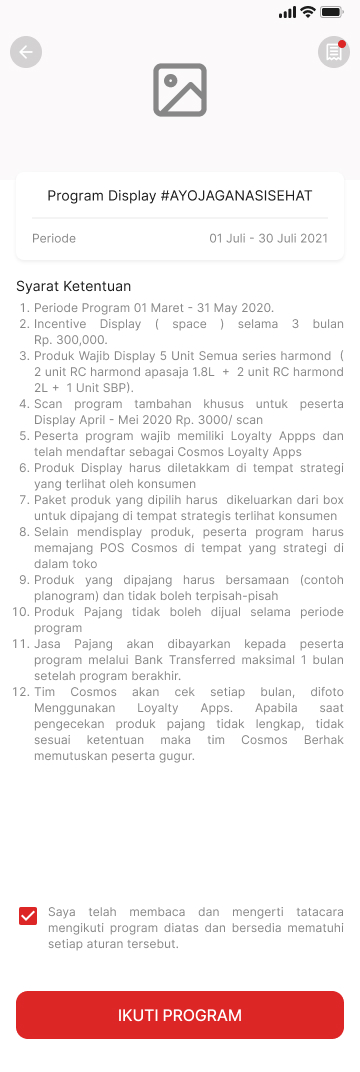 Program Display #AYOJAGANASISEHAT
Periode 01 Juli - 30 Juli 2021
Syarat Ketentuan
1. Periode Program 01 Maret - 31 May 2020.
2. Incentive Display ( space ) selama 3 bulan
Rp. 300,000.
3. Produk Wajib Display 5 Unit Semua series harmond (
2 unit RC harmond apasaja 1.8L + 2 unit RC harmond
2L + 1 Unit SBP).
4. Scan program tambahan khusus untuk peserta
Display April - Mei 2020 Rp. 3000/ scan
5. Peserta program wajib memiliki Loyalty Appps dan
telah mendaftar sebagai Cosmos Loyalty Apps
6. Produk Display harus diletakkam di tempat strategi
yang terlihat oleh konsumen
7. Paket produk yang dipilih harus dikeluarkan dari box
untuk dipajang di tempat strategis terlihat konsumen
8. Selain mendisplay produk, peserta program harus
memajang POS Cosmos di tempat yang strategi di
dalam toko
9. Produk yang dipajang harus bersamaan (contoh
planogram) dan tidak boleh terpisah-pisah
10. Produk Pajang tidak boleh dijual selama periode
program
11. Jasa Pajang akan dibayarkan kepada peserta
program melalui Bank Transferred maksimal 1 bulan
setelah program berakhir.
12. Tim Cosmos akan cek setiap bulan, difoto
Menggunakan Loyalty Apps. Apabila saat
pengecekan produk pajang tidak lengkap, tidak
sesuai ketentuan maka tim Cosmos Berhak
memutuskan peserta gugur.
Saya telah membaca dan mengerti tatacara
mengikuti program diatas dan bersedia mematuhi
setiap aturan tersebut.
IKUTI PROGRAM